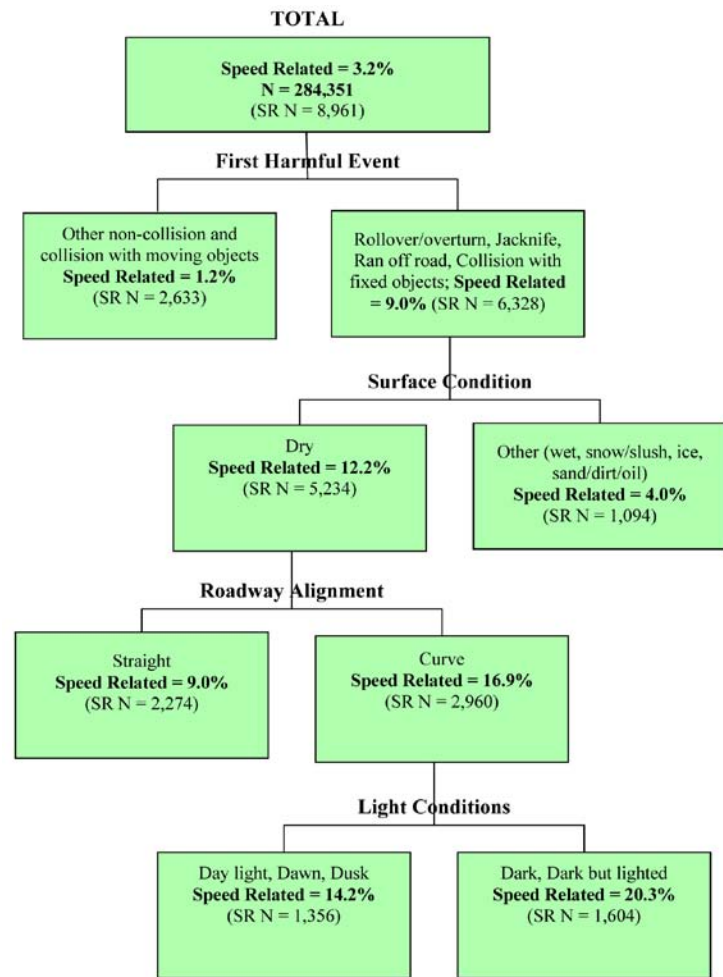 TOTAL
Speed Related = 3.2%
N = 284,351
(SR N = 8,961)
First Harmful Event
Other non-collision and
collision with moving objects
Speed Related = 1.2%
(SR N = 2,633)
Rollover/overturn, Jacknife,
Ran off road, Collision with
fixed objects; Speed Related
= 9.0% (SR N = 6,328)
Surface Condition
Dry
Speed Related = 12.2%
(SR N = 5,234)
Other (wet, snow/slush, ice,
sand/dirt/oil)
Speed Related = 4.0%
(SR N = 1,094)
Roadway Alignment
Straight
Speed Related = 9.0%
(SR N = 2,274)
Curve
Speed Related = 16.9%
(SR N = 2,960)
Light Conditions
Day light, Dawn, Dusk
Speed Related = 14.2%
(SR N = 1,356)
Dark, Dark but lighted
Speed Related = 20.3%
(SR N = 1,604)